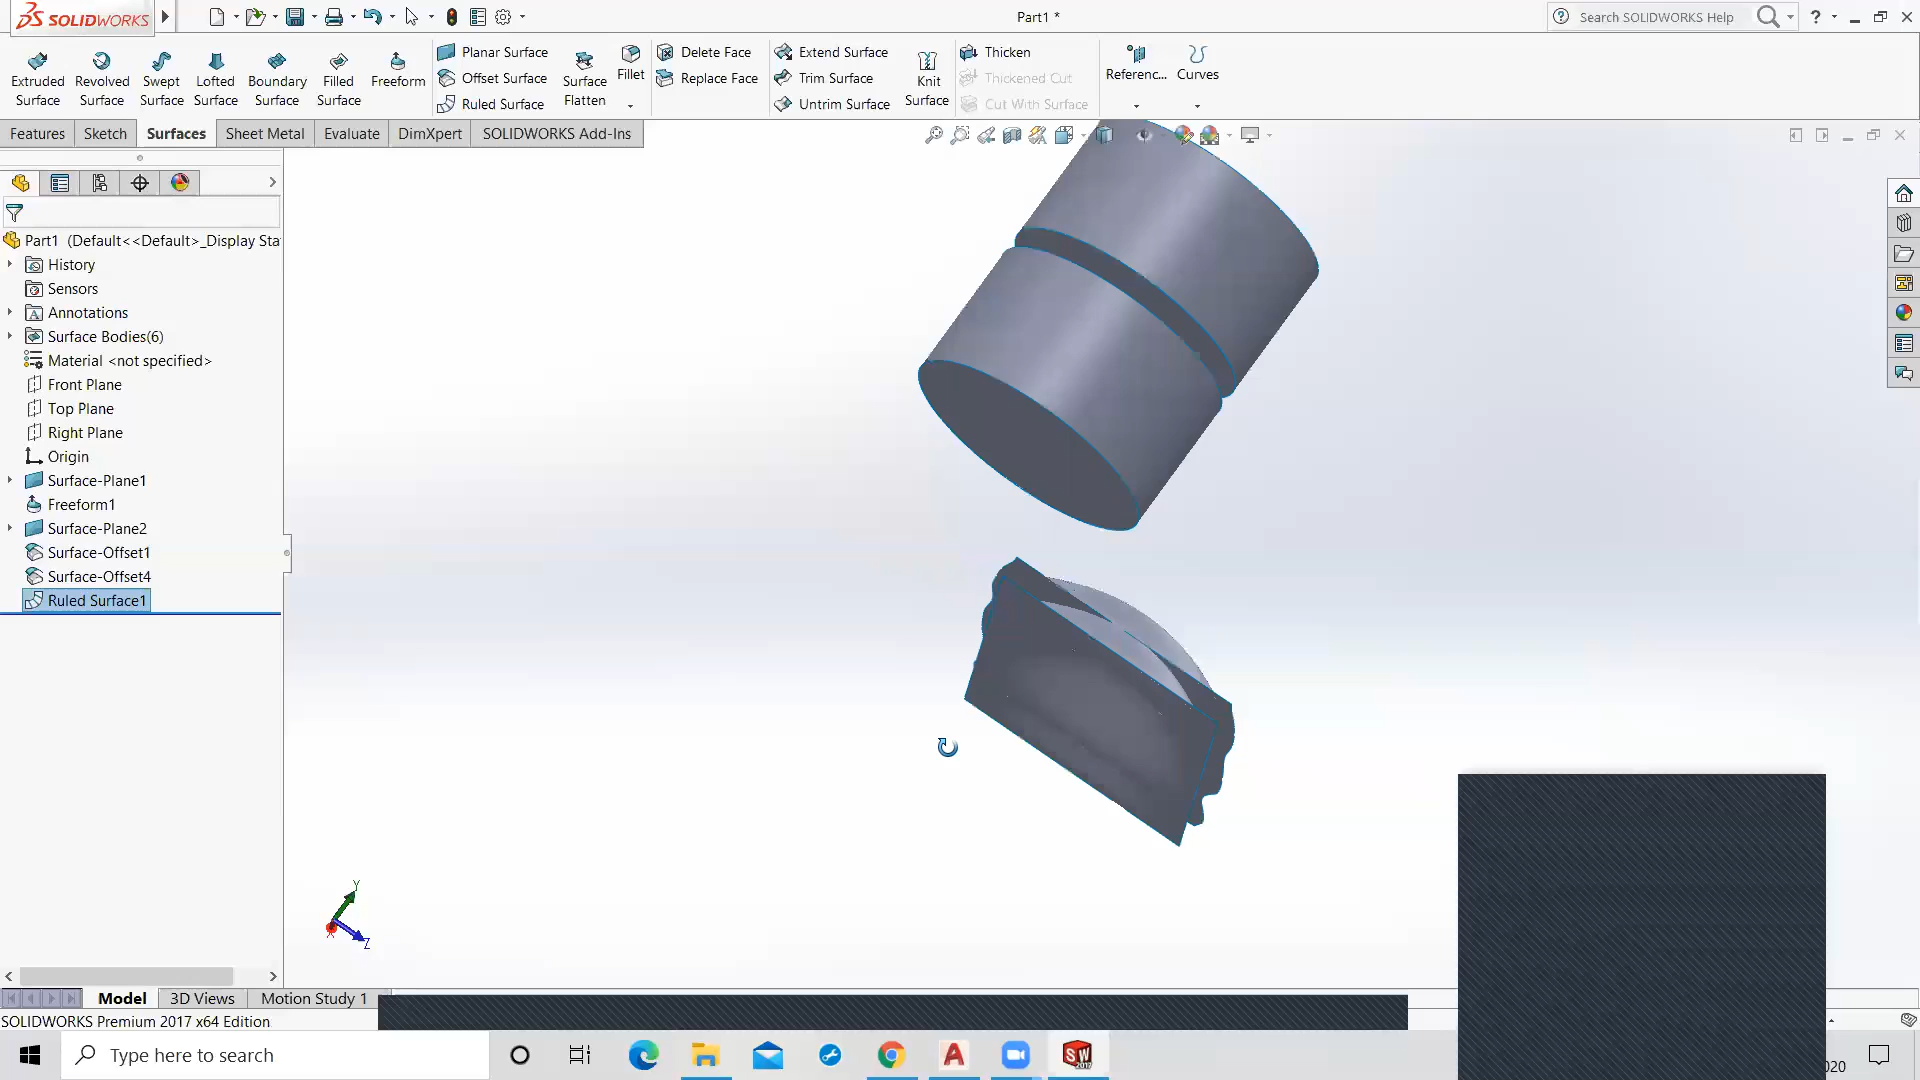 SOLIDWORKS
Part1 *
Search SOLIDWORKS Help
Extruded Surface
Revolved Surface
Swept Surface
Lofted Surface
Boundary Surface
Filled Surface
Freeform
Planar Surface
Offset Surface
Ruled Surface
Surface Flatten
Fillet
Delete Face
Replace Face
Extend Surface
Trim Surface
Untrim Surface
Knit Surface
Thicken
Thickened Cut
Cut With Surface
Referenc...
Curves
Features
Sketch
Surfaces
Sheet Metal
Evaluate
DimXpert
SOLIDWORKS Add-Ins
Part1 (Default<<Default>_Display Sta
History
Sensors
Annotations
Surface Bodies(6)
Material <not specified>
Front Plane
Top Plane
Right Plane
Origin
Surface-Plane1
Freeform1
Surface-Plane2
Surface-Offset1
Surface-Offset4
Ruled Surface1
Y
X
Z
Model
3D Views
Motion Study 1
SOLIDWORKS Premium 2017 x64 Edition
Type here to search
SW
2017
020